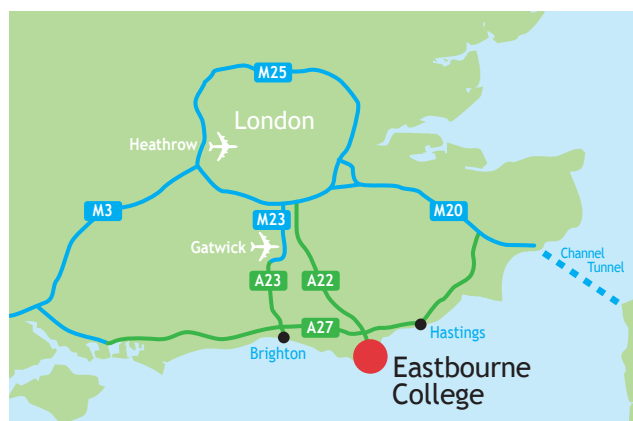 M25
London
Heathrow
M3
M23
M20
Gatwick
Channel
Tunnel
A23
A22
A27
Hastings
Brighton
Eastbourne
College